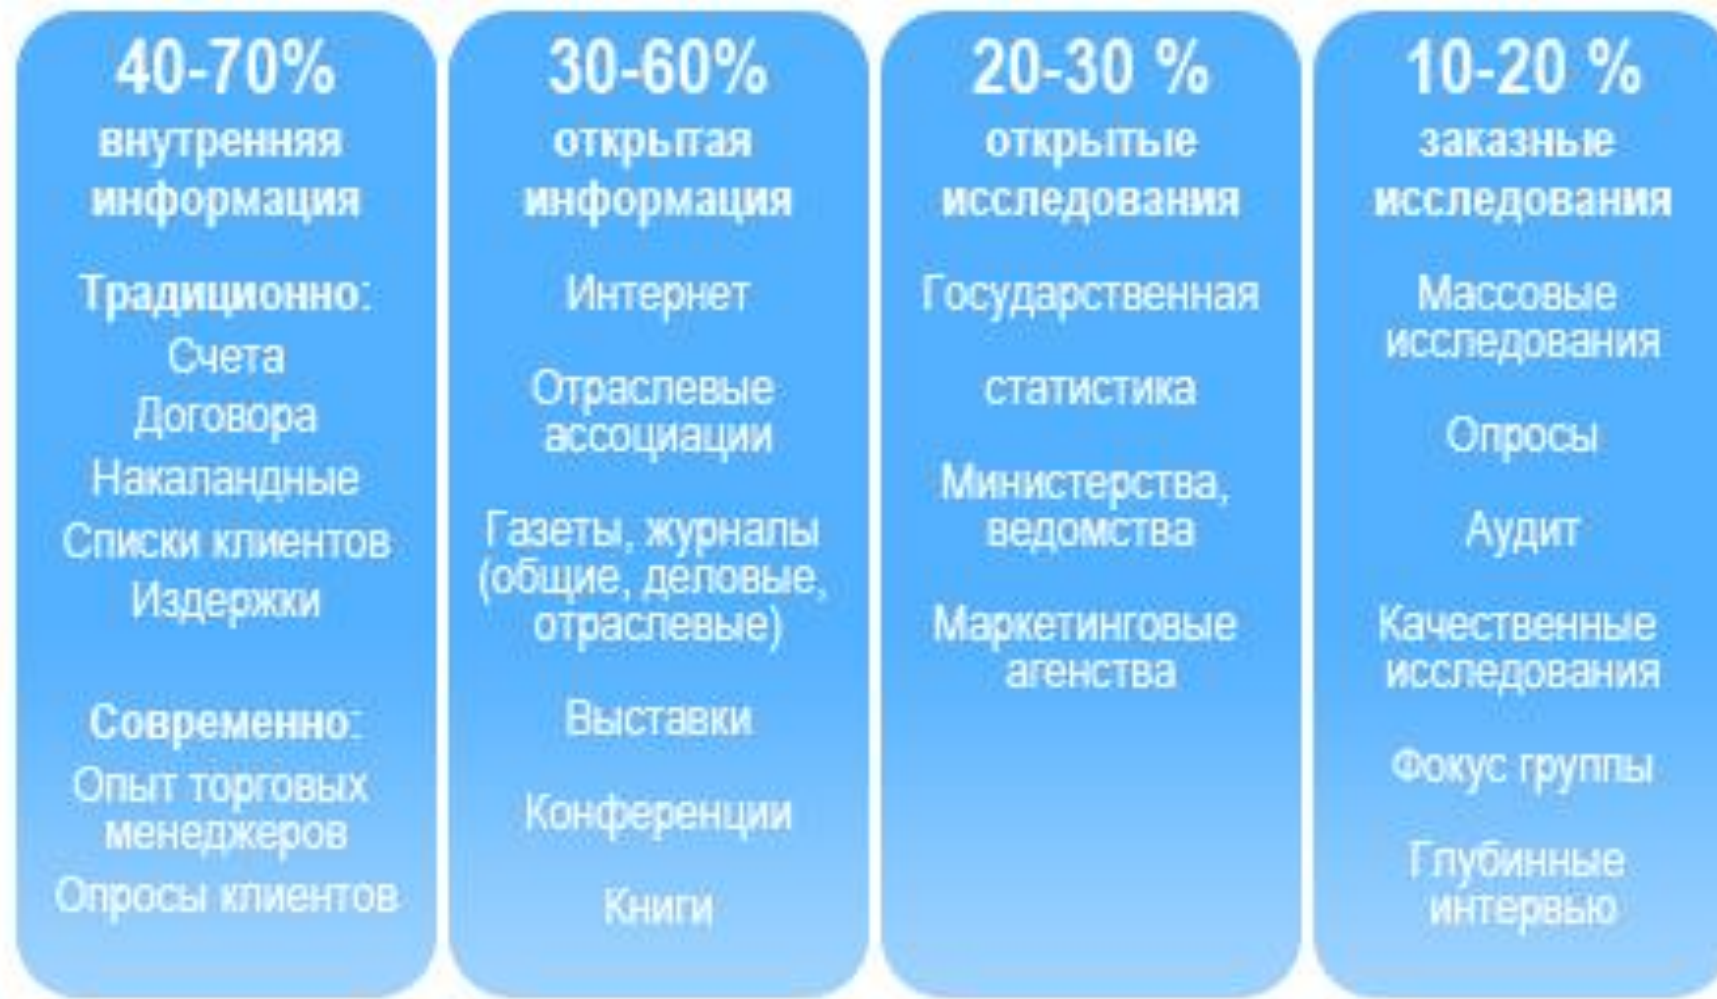 40-70%
внутренняя
информация
Традиционно:
Счета
Договора
Накаландные
Списки клиентов
Издержки
Современно:
Опыт торговых
менеджеров
Опросы клиентов
30-60%
открытая
информация
Интернет
Отраслевые
ассоциации
Газеты, журналы
(общие, деловые,
отраслевые)
Выставки
Конференции
Книги
20-30 %
открытые
исследования
Государственная
статистика
Министерства,
ведомства
Маркетинговые
агенства
10-20 %
заказные
исследования
Массовые
исследования
Опросы
Аудит
Качественные
исследования
Фокус группы
Глубинные
интервью